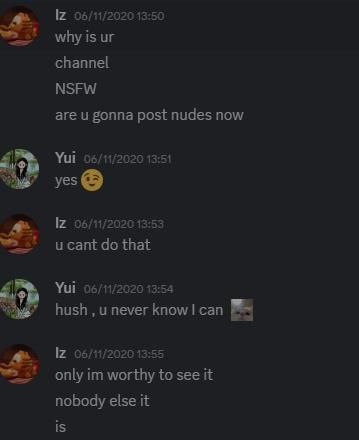 Iz 06/11/2020 13:50
why is ur
channel
NSFW
are u gonna post nudes now
Yui 06/11/2020 13:51
yes 😉
Iz 06/11/2020 13:53
u cant do that
Yui 06/11/2020 13:54
hush , u never know I can
Iz 06/11/2020 13:55
only im worthy to see it
nobody else it
is